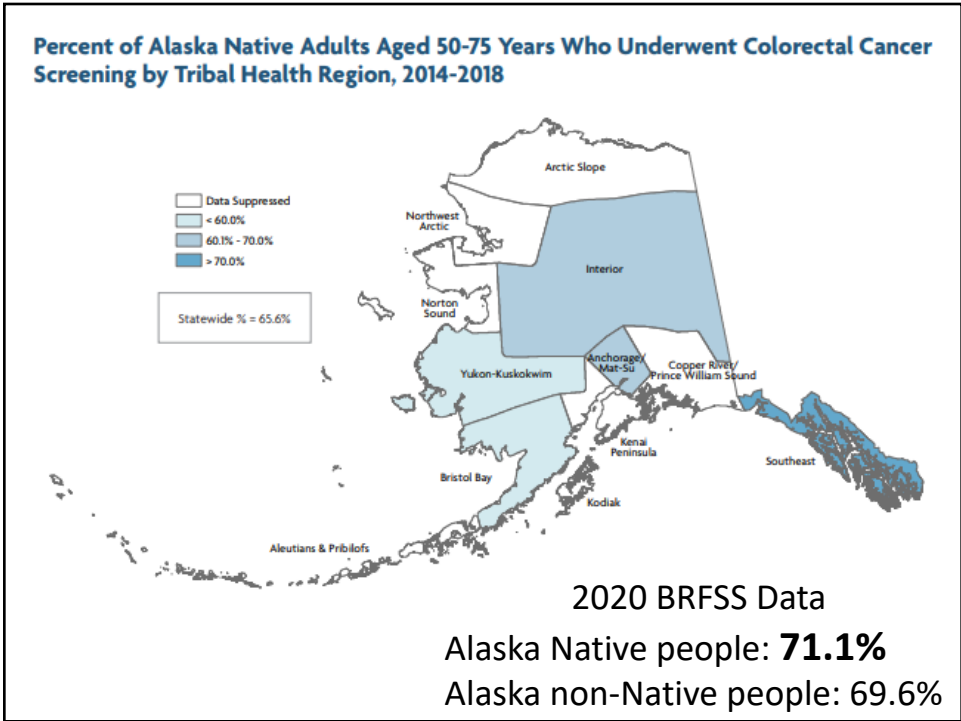 Percent of Alaska Native Adults Aged 50-75 Years Who Underwent Colorectal Cancer
Screening by Tribal Health Region, 2014-2018
Arctic Slope
Data Suppressed
< 60.0%
60.1% - 70.0%
> 70.0%
Northwest
Arctic
Interior
Statewide % = 65.6%
Norton
Sound
Anchorage/
Mat-Su
Copper River/
Prince William Sound
Yukon-Kuskokwim
Kenai
Peninsula
Southeast
Bristol Bay
Kodiak
Aleutians & Pribilofs
2020 BRFSS Data
Alaska Native people: 71.1%
Alaska non-Native people: 69.6%